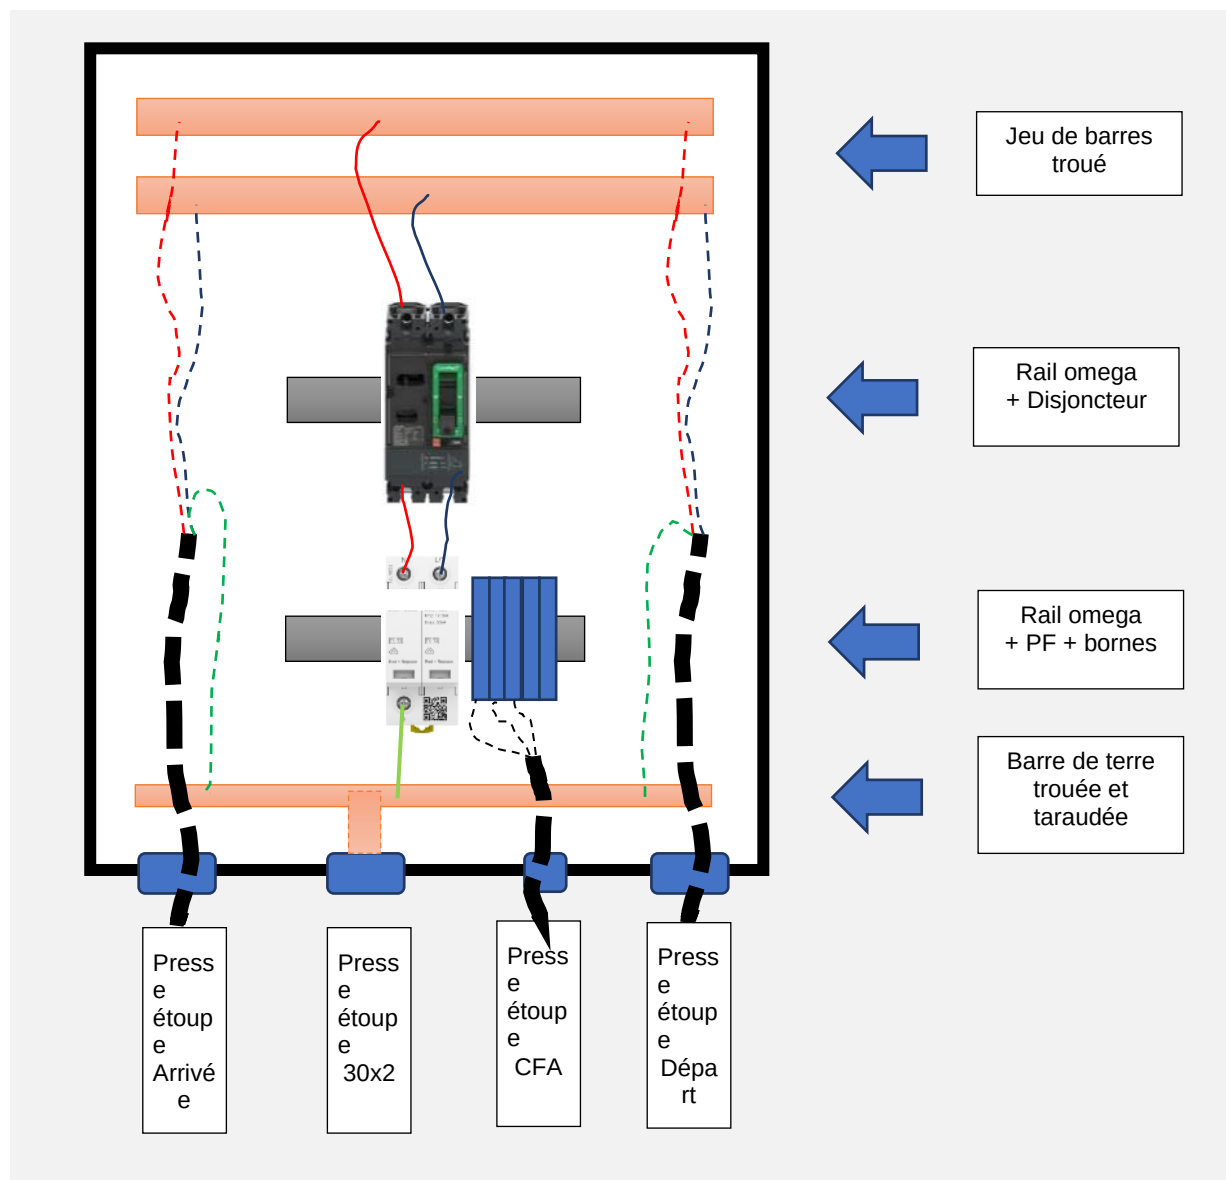 Jeu de barres
troué
Rail omega
+ Disjoncteur
Rail omega
+ PF + bornes
Barre de terre
trouée et
taraudée
Press
e
étoup
e
Arrivé
e
Press
e
étoup
e
30x2
Press
e
étoup
e
CFA
Press
e
étoup
e
Dépa
rt